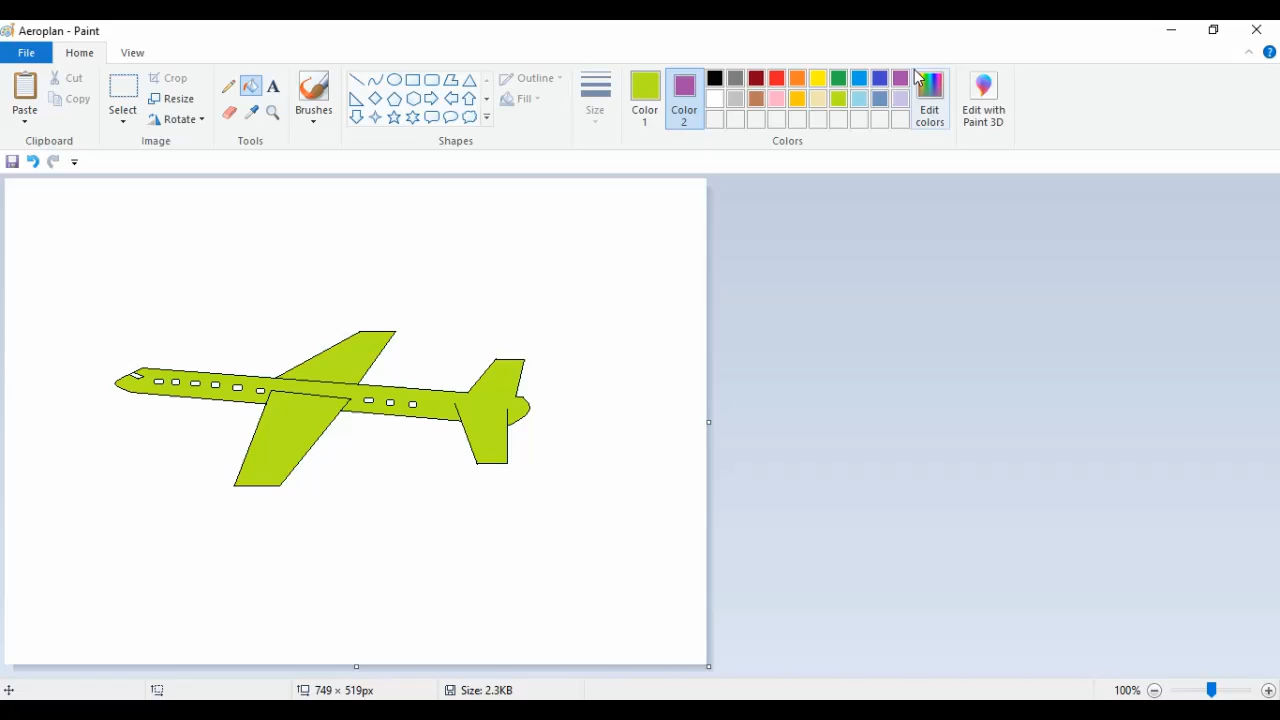 Aeroplan - Paint
File Home View
Paste
Cut
Copy
Clipboard
Select
Crop
Resize
Rotate
Image
A
Tools
Brushes
Shapes
Outline
Fill
Size
Color 1
Color 2
Colors
Edit colors
Edit with Paint 3D
749 × 519px
Size: 2.3KB
100%